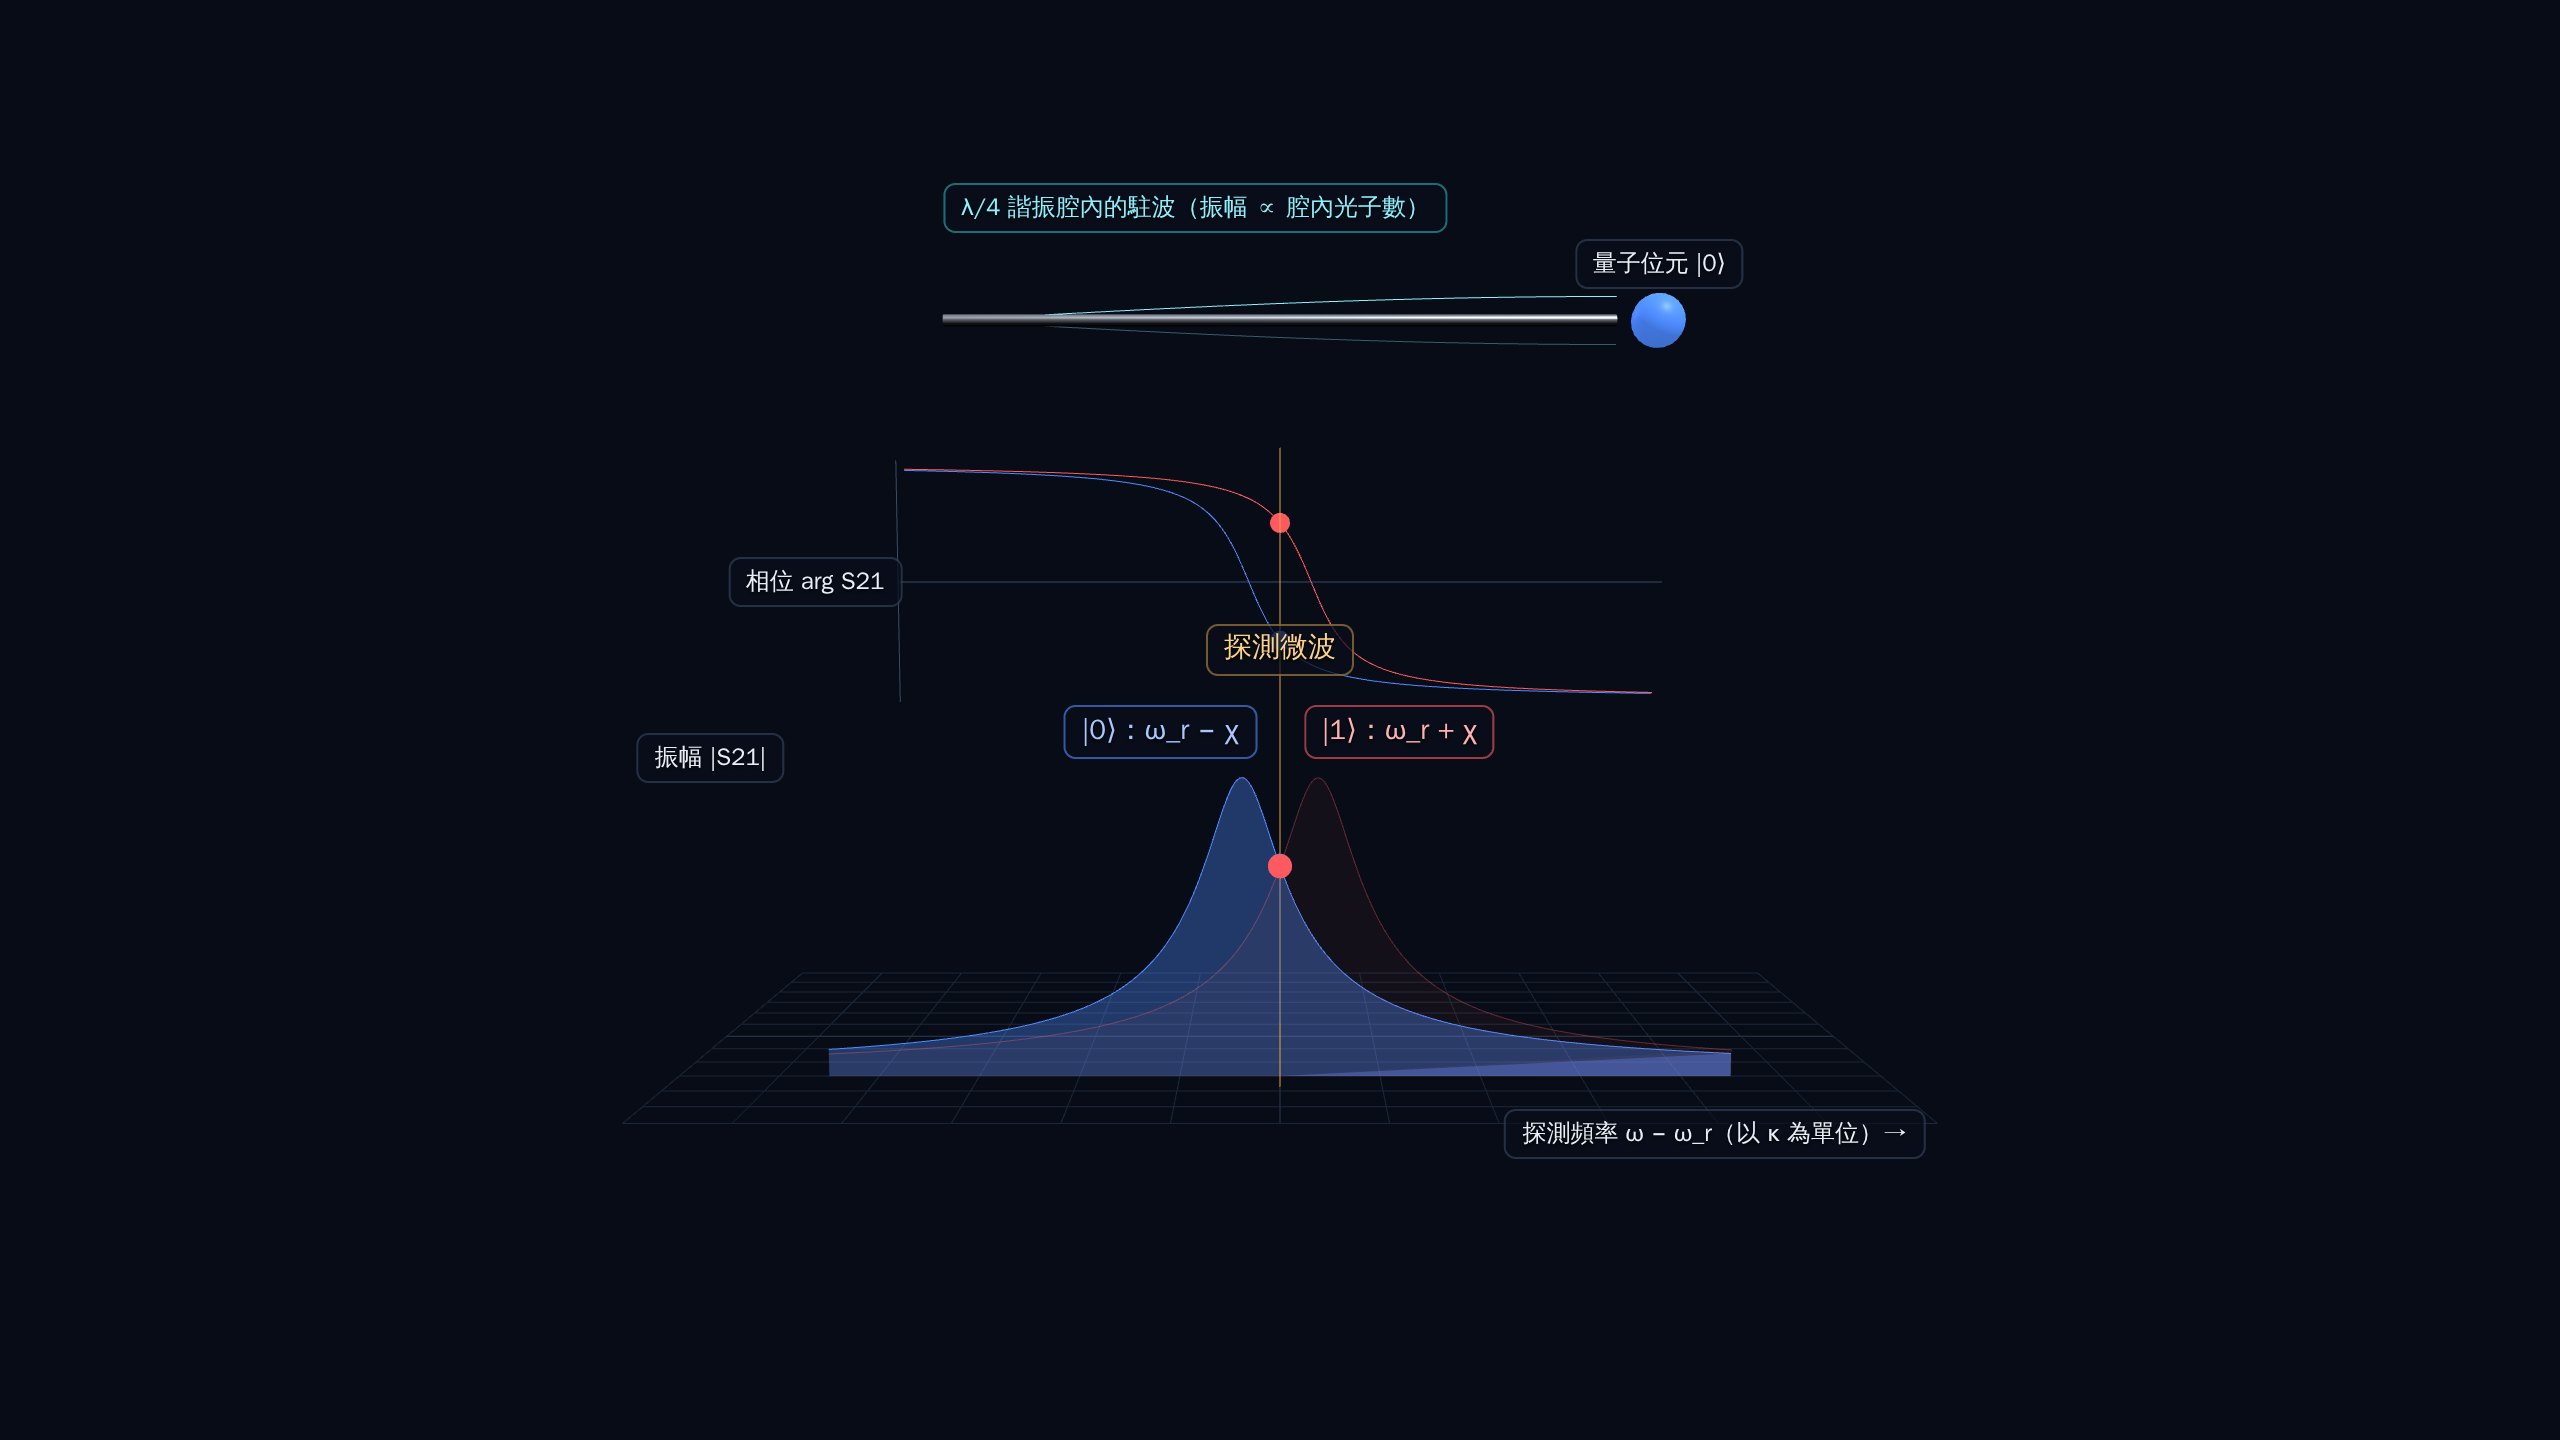 λ/4 諧振腔內的駐波（振幅 ∝ 腔內光子數）
量子位元 |0⟩
相位 arg S21
探測微波
|0⟩：ω_r − χ
|1⟩：ω_r + χ
振幅 |S21|
探測頻率 ω − ω_r（以 κ 為單位）→